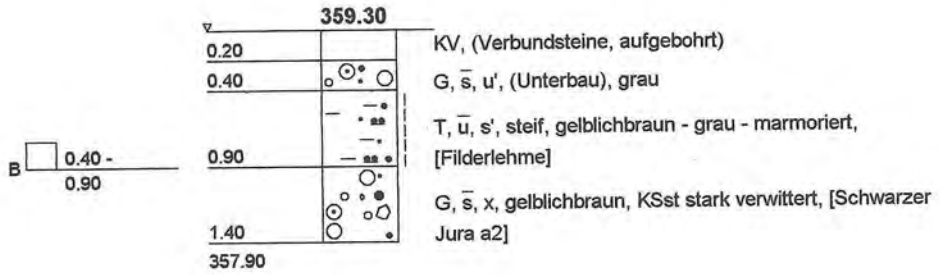 359.30
0.20
KV, (Verbundsteine, aufgebohrt)
0.40
G, s̅, u', (Unterbau), grau
T, u̅, s', steif, gelblichbraun - grau - marmoriert,
[Filderlehme]
B 0.40 -
0.90
0.90
G, s̅, x, gelblichbraun, KSst stark verwittert, [Schwarzer
Jura a2]
1.40
357.90